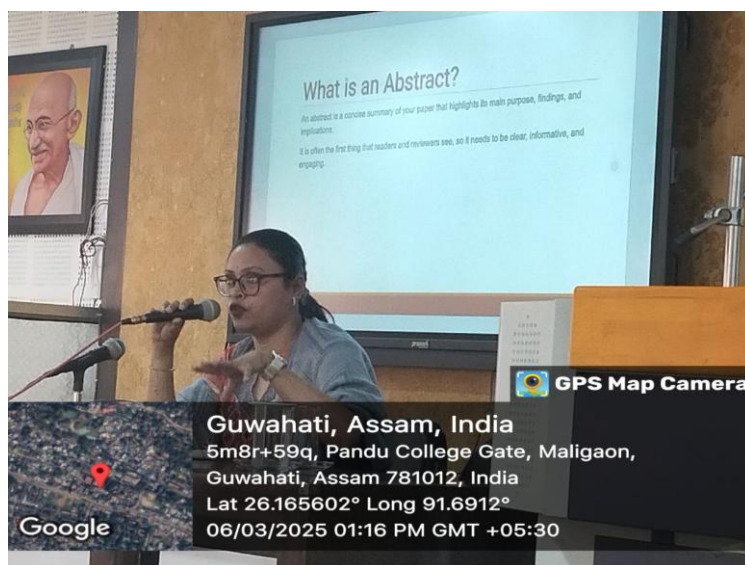 What is an Abstract?
An abstract is a concise summary of your paper that highlights its main purpose, findings, and
implications.
It is often the first thing that readers and reviewers see, so it needs to be clear, informative, and
engaging.
GPS Map Camera
Guwahati, Assam, India
5m8r+59q, Pandu College Gate, Maligaon,
Guwahati, Assam 781012, India
Lat 26.165602° Long 91.6912°
06/03/2025 01:16 PM GMT +05:30
Google